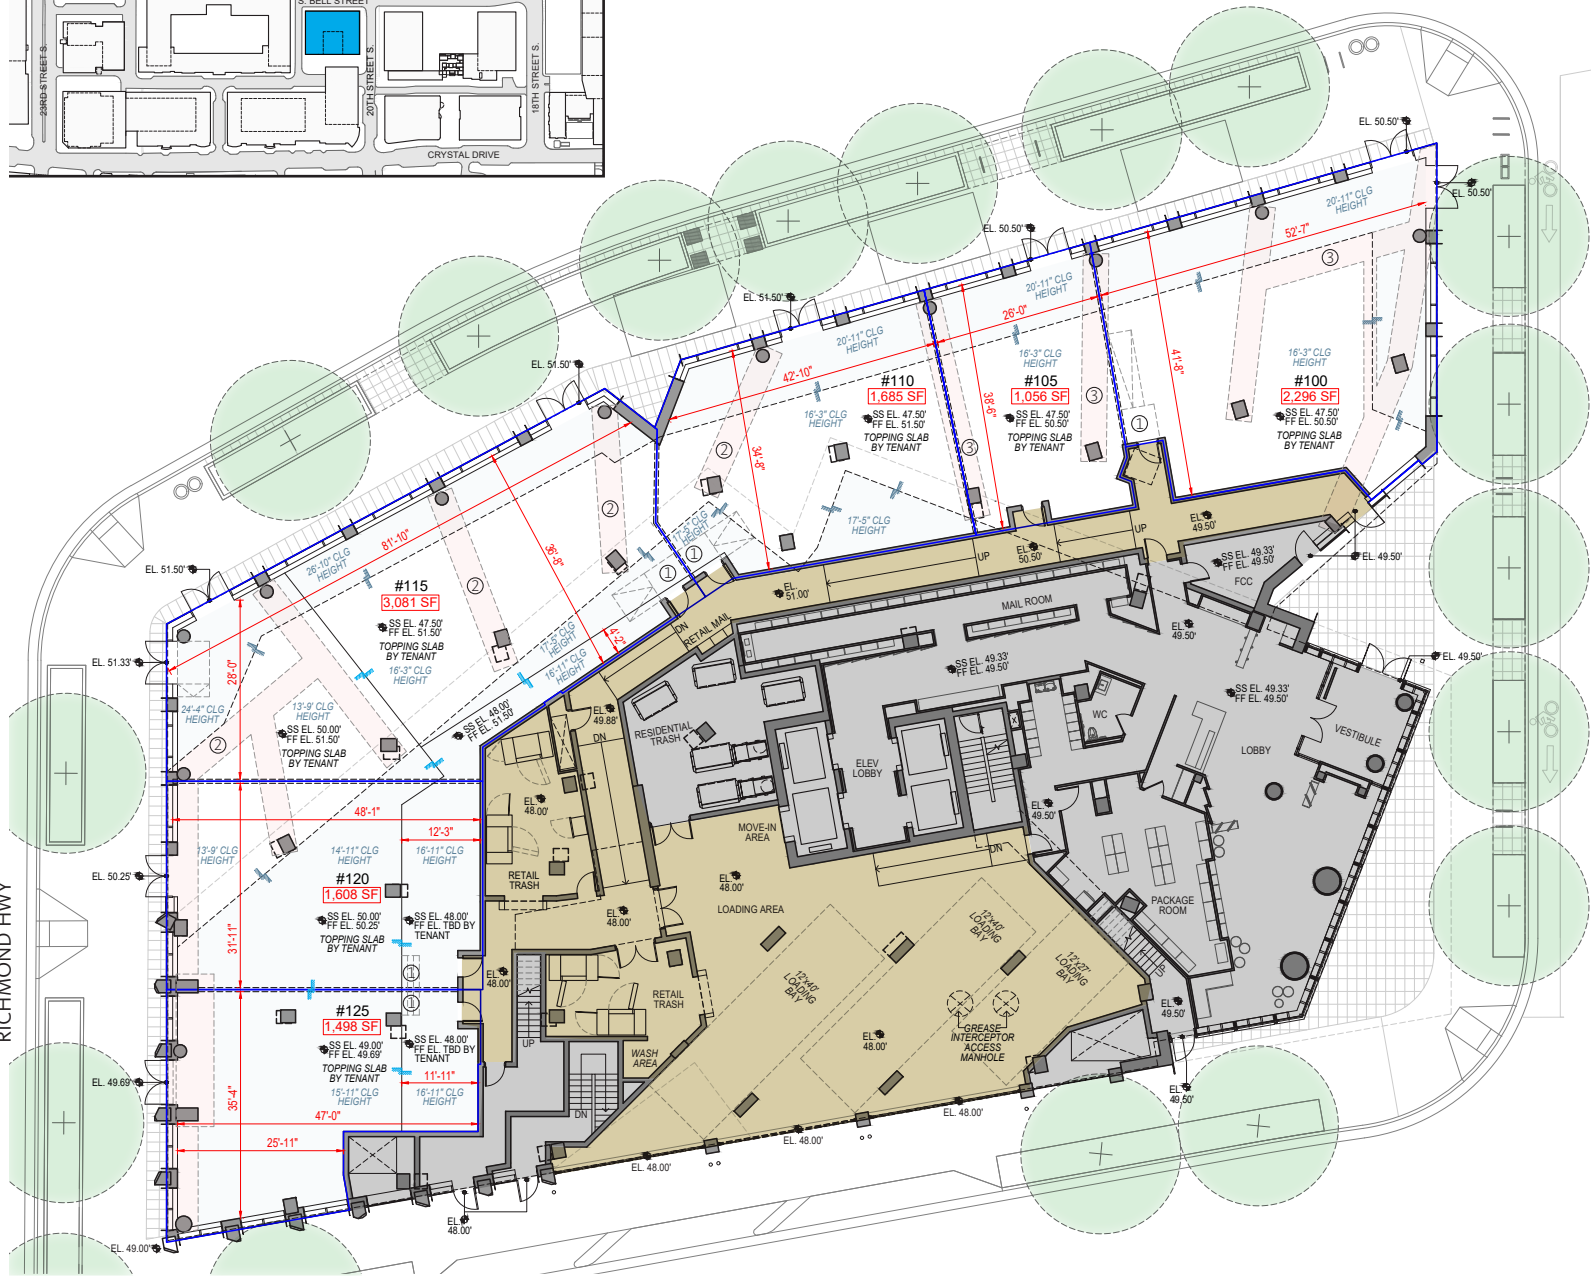 S. BELL STREET
23RD STREET S.
20TH STREET S.
18TH STREET S.
CRYSTAL DRIVE
RICHMOND HWY
EL. 50.50'
EL. 50.50'
20'-11" CLG
HEIGHT
52'-7"
③
EL. 50.50'
20'-11" CLG
HEIGHT
26'-0"
41'-8"
16'-3" CLG
HEIGHT
#100
2,296 SF
SS EL. 47.50'
FF EL. 50.50'
TOPPING SLAB
BY TENANT
16'-3" CLG
HEIGHT
#105
1,056 SF
SS EL. 47.50'
FF EL. 50.50'
TOPPING SLAB
BY TENANT
③
①
38'-6"
③
EL. 51.50'
20'-11" CLG
HEIGHT
42'-10"
#110
1,685 SF
SS EL. 47.50'
FF EL. 51.50'
TOPPING SLAB
BY TENANT
16'-3" CLG
HEIGHT
②
34'-8"
17'-5" CLG
HEIGHT
17'-5" CLG
HEIGHT
①
①
EL. 51.50'
②
36'-8"
81'-10"
26'-10" CLG
HEIGHT
EL. 51.50'
#115
3,081 SF
SS EL. 47.50'
FF EL. 51.50'
TOPPING SLAB
BY TENANT
16'-3" CLG
HEIGHT
②
4'-2"
17'-5" CLG
HEIGHT
16'-11" CLG
HEIGHT
SS EL. 48.00'
FF EL. 51.50'
EL. 51.33'
28'-0"
24'-4" CLG
HEIGHT
②
13'-9" CLG
HEIGHT
SS EL. 50.00'
FF EL. 51.50'
TOPPING SLAB
BY TENANT
48'-1"
12'-3"
13'-9' CLG
HEIGHT
14'-11" CLG
HEIGHT
16'-11" CLG
HEIGHT
EL. 50.25'
#120
1,608 SF
SS EL. 50.00'
FF EL. 50.25'
TOPPING SLAB
BY TENANT
SS EL. 48.00'
FF EL. TBD BY
TENANT
31'-11"
①
①
#125
1,498 SF
SS EL. 49.00'
FF EL. 49.69'
TOPPING SLAB
BY TENANT
SS EL. 48.00'
FF EL. TBD BY
TENANT
EL. 49.69'
35'-4"
15'-11" CLG
HEIGHT
16'-11" CLG
HEIGHT
11'-11"
47'-0"
25'-11"
EL. 49.00'
EL.
48.00'
EL. 49.50'
UP
EL.
50.50'
UP
EL.
51.00'
DN
RETAIL MAIL
EL.
49.88'
DN
EL.
49.50'
SS EL. 49.33'
FF EL. 49.50'
FCC
MAIL ROOM
EL.
49.50'
EL. 49.50'
SS EL. 49.33'
FF EL. 49.50'
SS EL. 49.33'
FF EL. 49.50'
LOBBY
VESTIBULE
WC
X
RESIDENTIAL
TRASH
ELEV
LOBBY
EL.
49.50'
MOVE-IN
AREA
DN
EL.
48.00'
RETAIL
TRASH
EL.
48.00'
LOADING AREA
EL.
48.00'
EL.
48.00'
RETAIL
TRASH
WASH
AREA
UP
DN
12'x40'
LOADING
BAY
12'x40'
LOADING
BAY
12'x27'
LOADING
BAY
GREASE
INTERCEPTOR
ACCESS
MANHOLE
EL.
48.00'
PACKAGE
ROOM
UP
EL.
49.50'
EL.
49.50'
EL. 48.00'
EL. 48.00'
EL. 48.00'